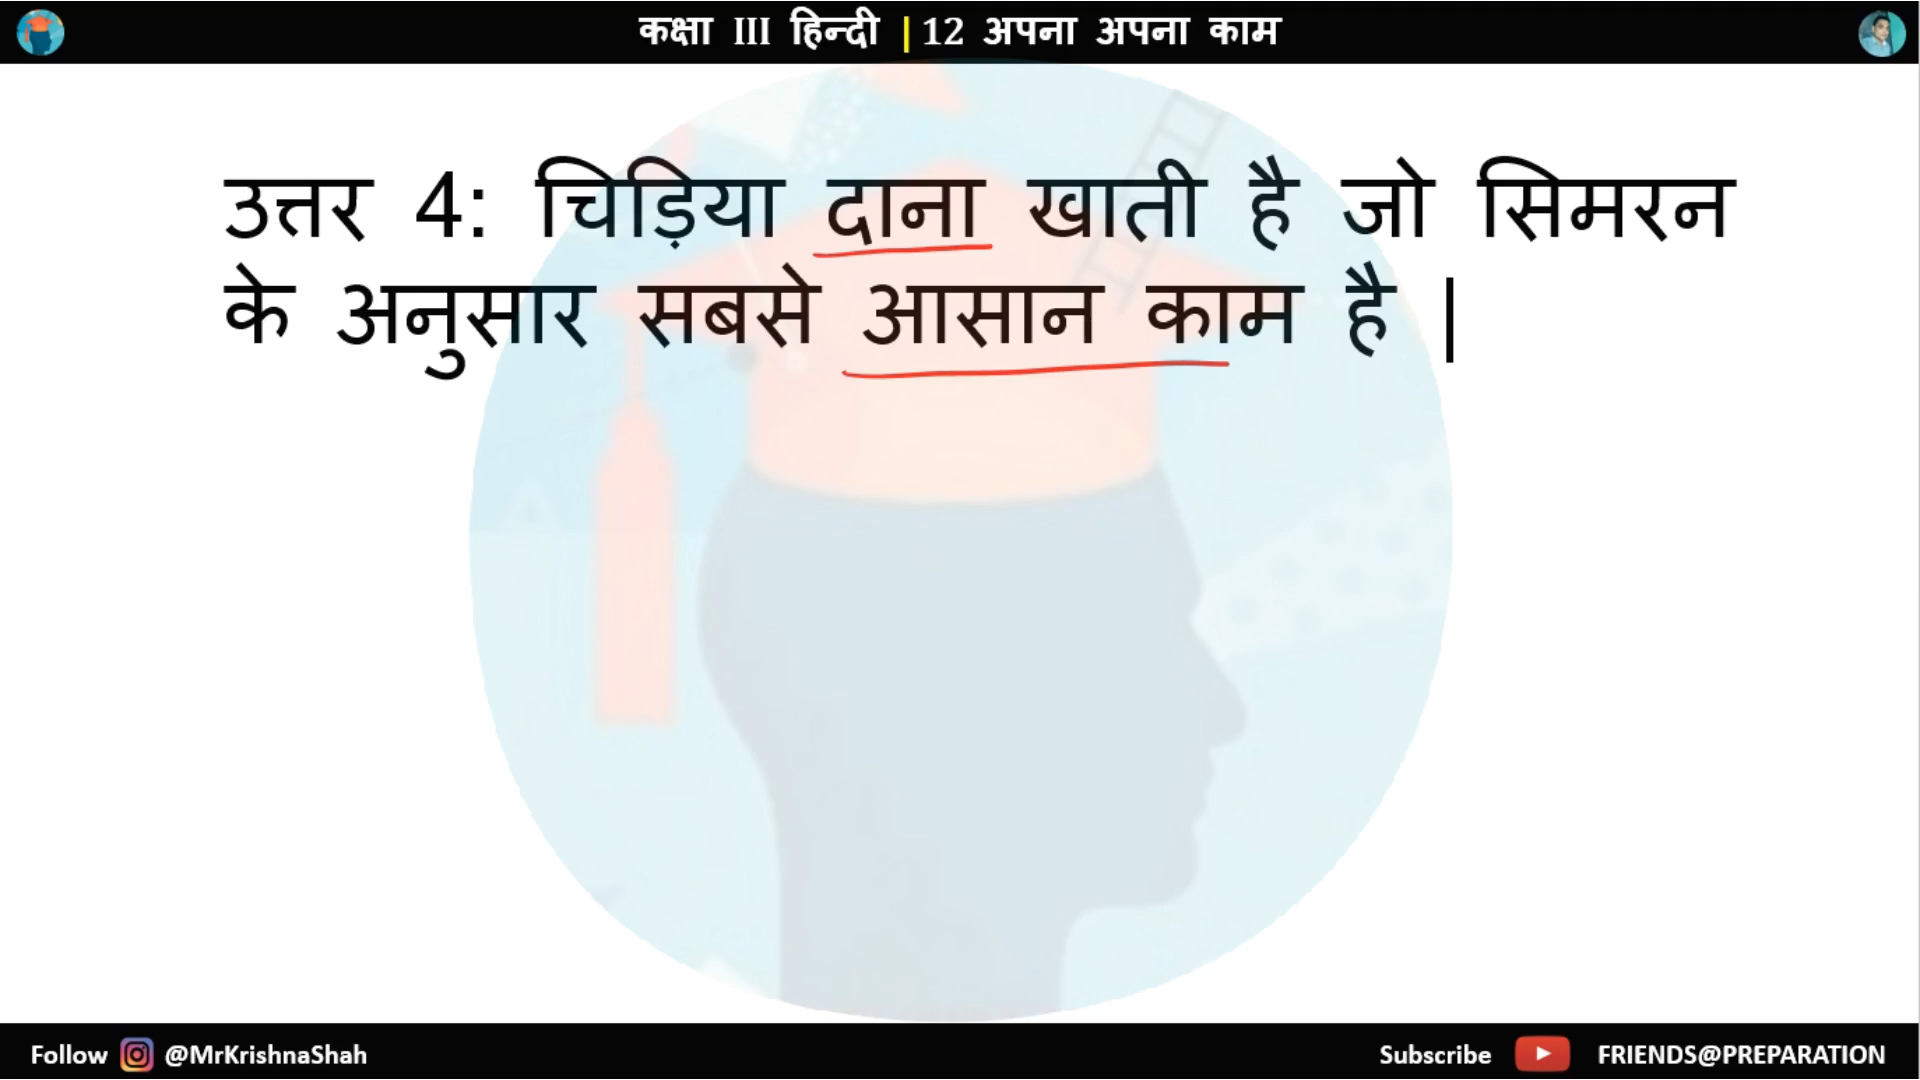 कक्षा III हिन्दी | 12 अपना अपना काम
उत्तर 4: चिड़िया दाना खाती है जो सिमरन
के अनुसार सबसे आसान काम है |
Follow @MrKrishnaShah
Subscribe FRIENDS@PREPARATION